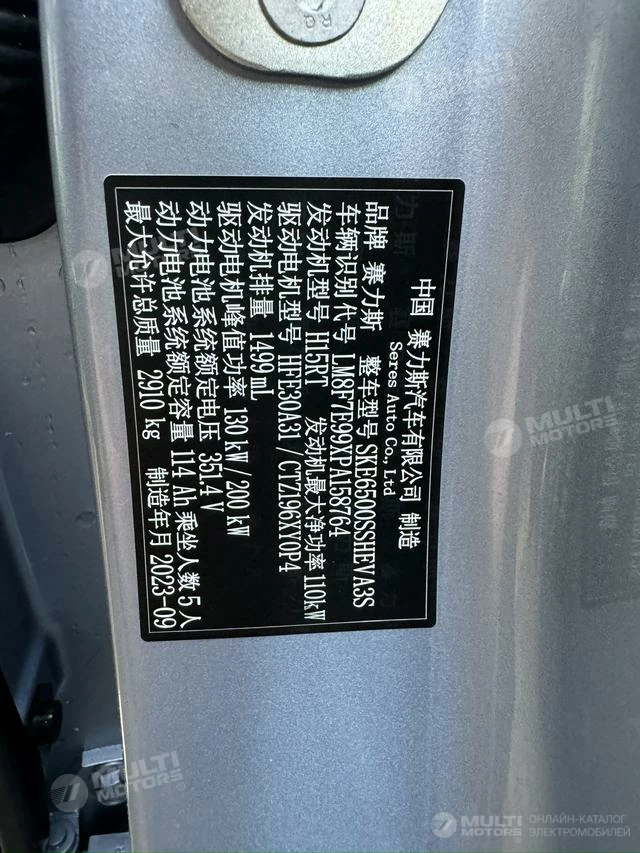 中国 赛力斯汽车有限公司 制造
Seres Auto Co., Ltd
品牌 赛力斯 整车型号 SKE6500SSHEVA3S
车辆识别代号 LM8F7E99XPA158764
发动机型号 H15RT 发动机最大净功率 110kW
驱动电机型号 HFE30A31 / CTZ196XY0P4
发动机排量 1499 mL
驱动电机峰值功率 130 kW / 200 kW
动力电池系统额定电压 351.4 V
动力电池系统额定容量 114 Ah 乘坐人数 5 人
最大允许总质量 2910 kg 制造年月 2023-09
MULTI MOTORS
MULTI MOTORS
MULTI MOTORS
MULTI MOTORS
ОНЛАЙН-КАТАЛОГ
ЭЛЕКТРОМОБИЛЕЙ